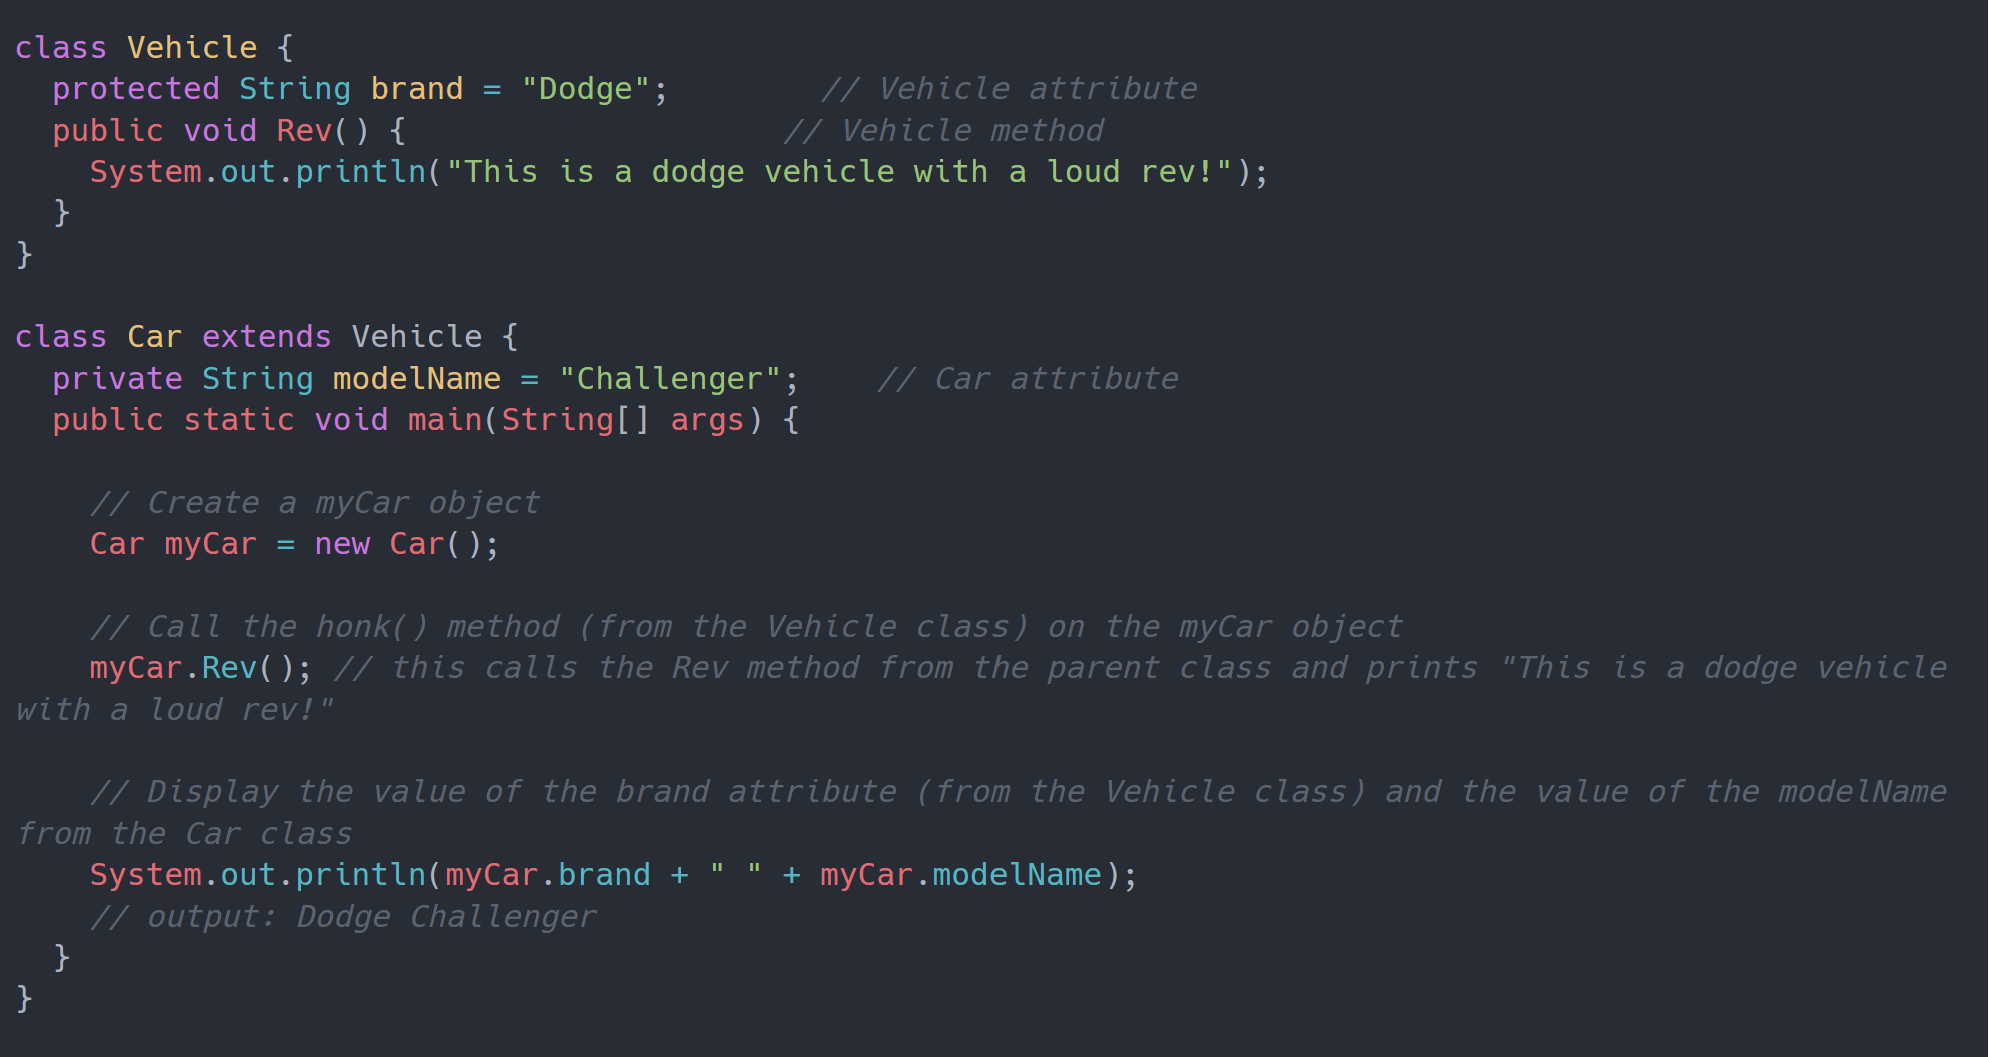 class Vehicle {
  protected String brand = "Dodge";        // Vehicle attribute
  public void Rev() {                    // Vehicle method
    System.out.println("This is a dodge vehicle with a loud rev!");
  }
}

class Car extends Vehicle {
  private String modelName = "Challenger";    // Car attribute
  public static void main(String[] args) {

    // Create a myCar object
    Car myCar = new Car();

    // Call the honk() method (from the Vehicle class) on the myCar object
    myCar.Rev(); // this calls the Rev method from the parent class and prints "This is a dodge vehicle
with a loud rev!"

    // Display the value of the brand attribute (from the Vehicle class) and the value of the modelName
from the Car class
    System.out.println(myCar.brand + " " + myCar.modelName);
    // output: Dodge Challenger
  }
}